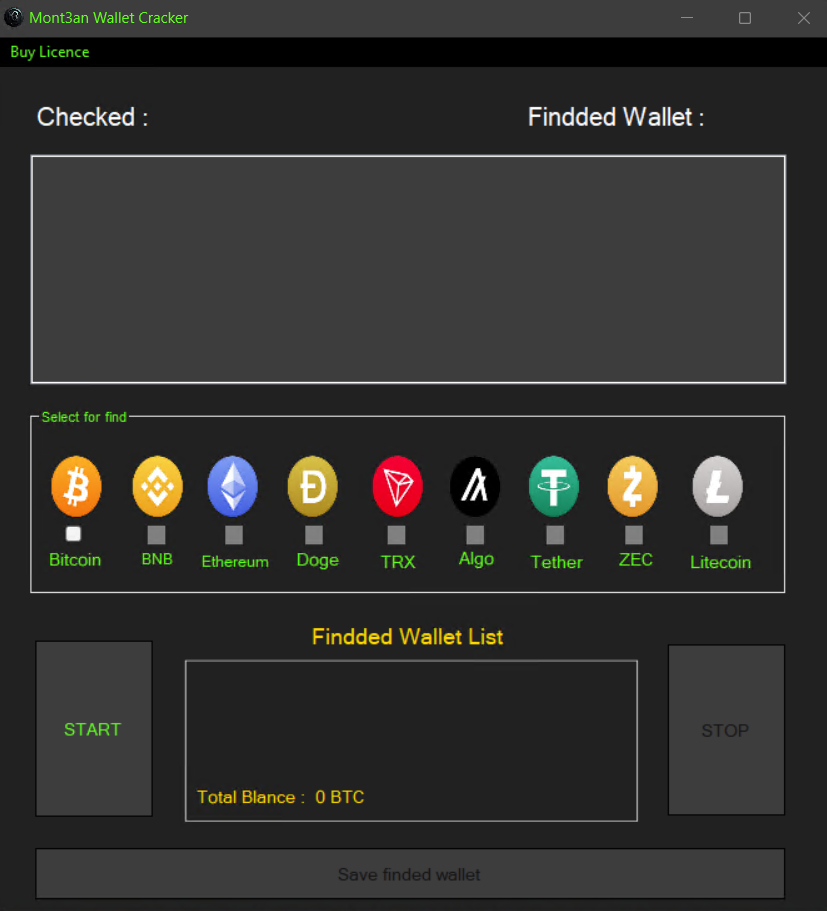 Mont3an Wallet Cracker
Buy Licence
Checked :
Findded Wallet :
Select for find
Bitcoin
BNB
Ethereum
Doge
TRX
Algo
Tether
ZEC
Litecoin
Findded Wallet List
START
STOP
Total Blance : 0 BTC
Save finded wallet